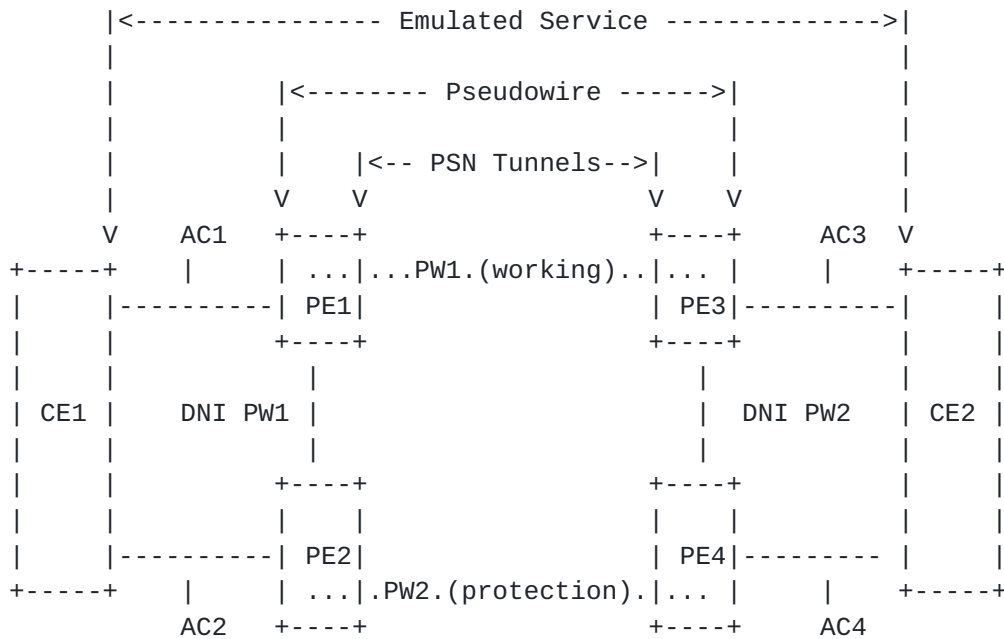 |<---------------- Emulated Service -------------->|
|<-------- Pseudowire ------>|
|<-- PSN Tunnels-->|
V V V V
V AC1 AC3 V
...|...PW1.(working)..|...
PE1 PE3
CE1 DNI PW1 DNI PW2 CE2
PE2 PE4
...|.PW2.(protection).|...
AC2 AC4